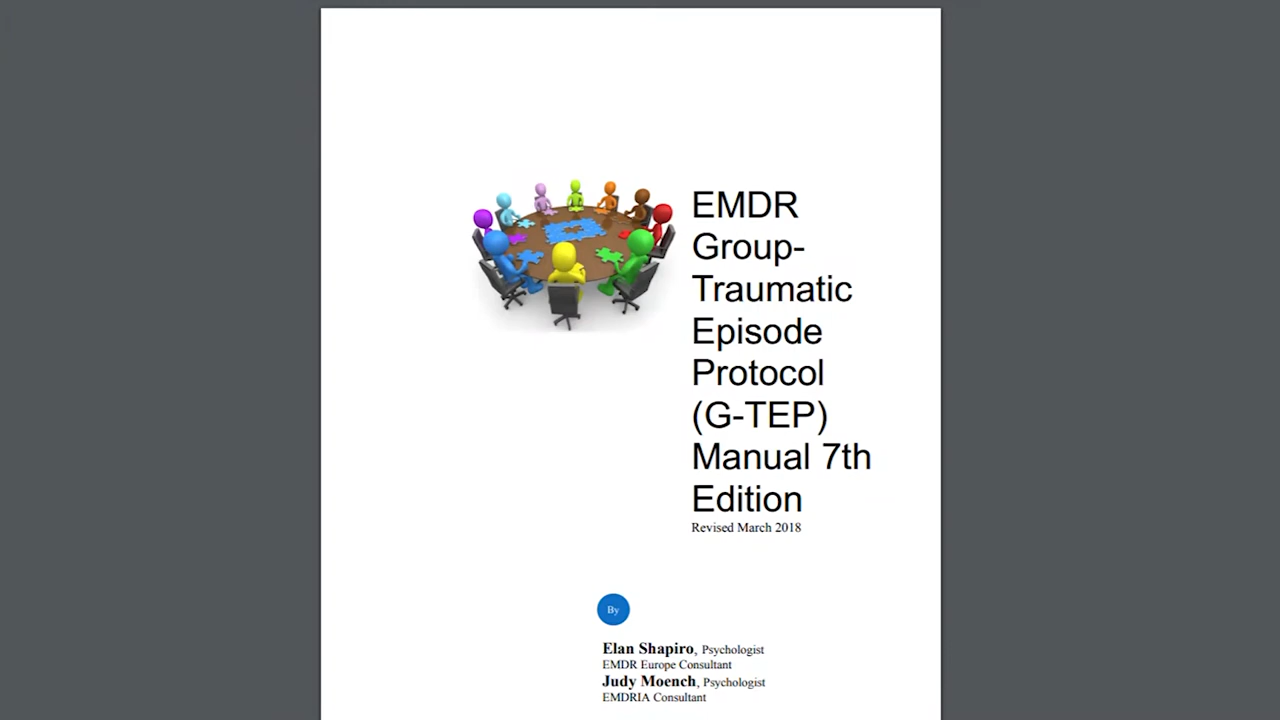 EMDR
Group-
Traumatic
Episode
Protocol
(G-TEP)
Manual 7th
Edition
Revised March 2018
By
Elan Shapiro, Psychologist
EMDR Europe Consultant
Judy Moench, Psychologist
EMDRIA Consultant